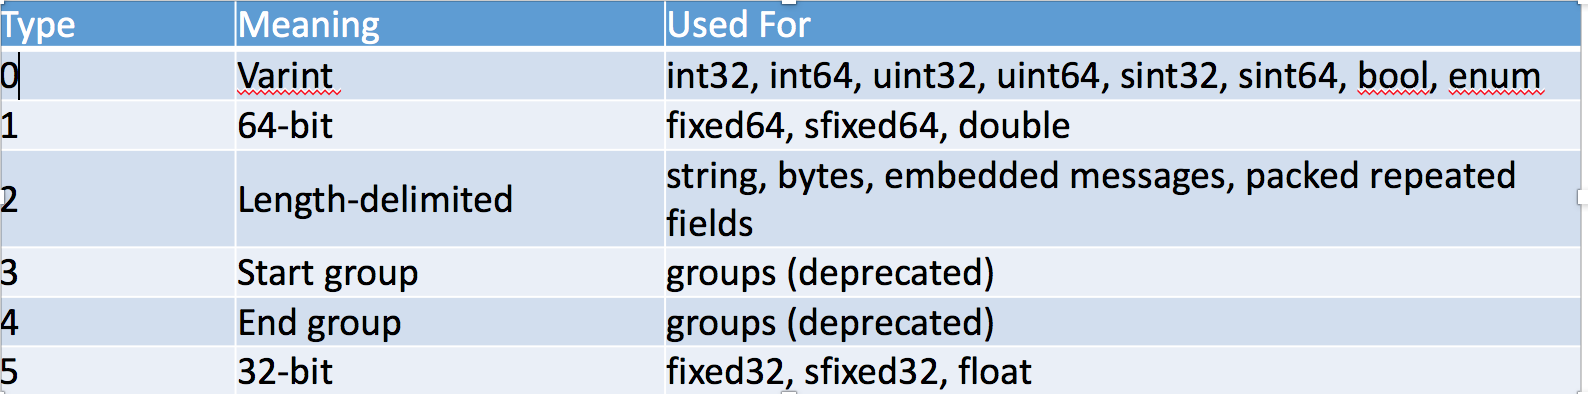 Type Meaning Used For
0 Varint int32, int64, uint32, uint64, sint32, sint64, bool, enum
1 64-bit fixed64, sfixed64, double
2 Length-delimited string, bytes, embedded messages, packed repeated
fields
3 Start group groups (deprecated)
4 End group groups (deprecated)
5 32-bit fixed32, sfixed32, float